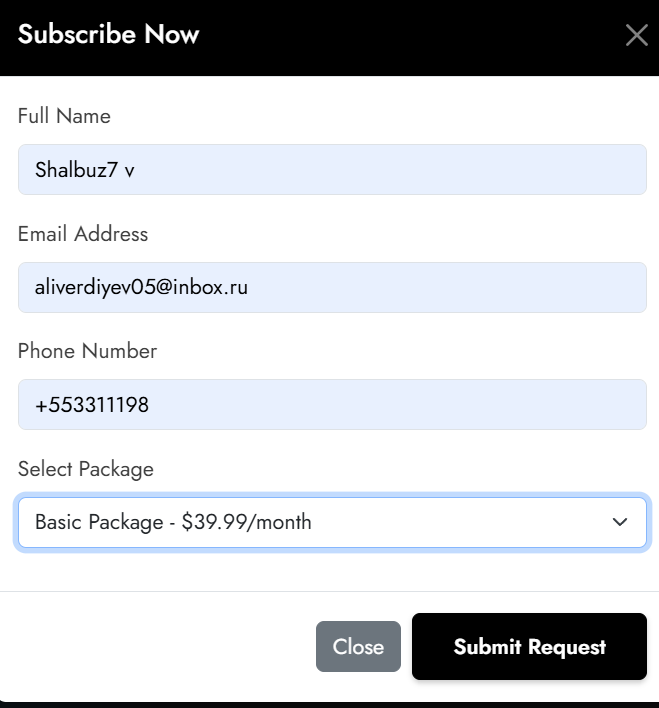 Subscribe Now
Full Name
Shalbuz7 v
Email Address
aliverdiyev05@inbox.ru
Phone Number
+553311198
Select Package
Basic Package - $39.99/month
Close
Submit Request